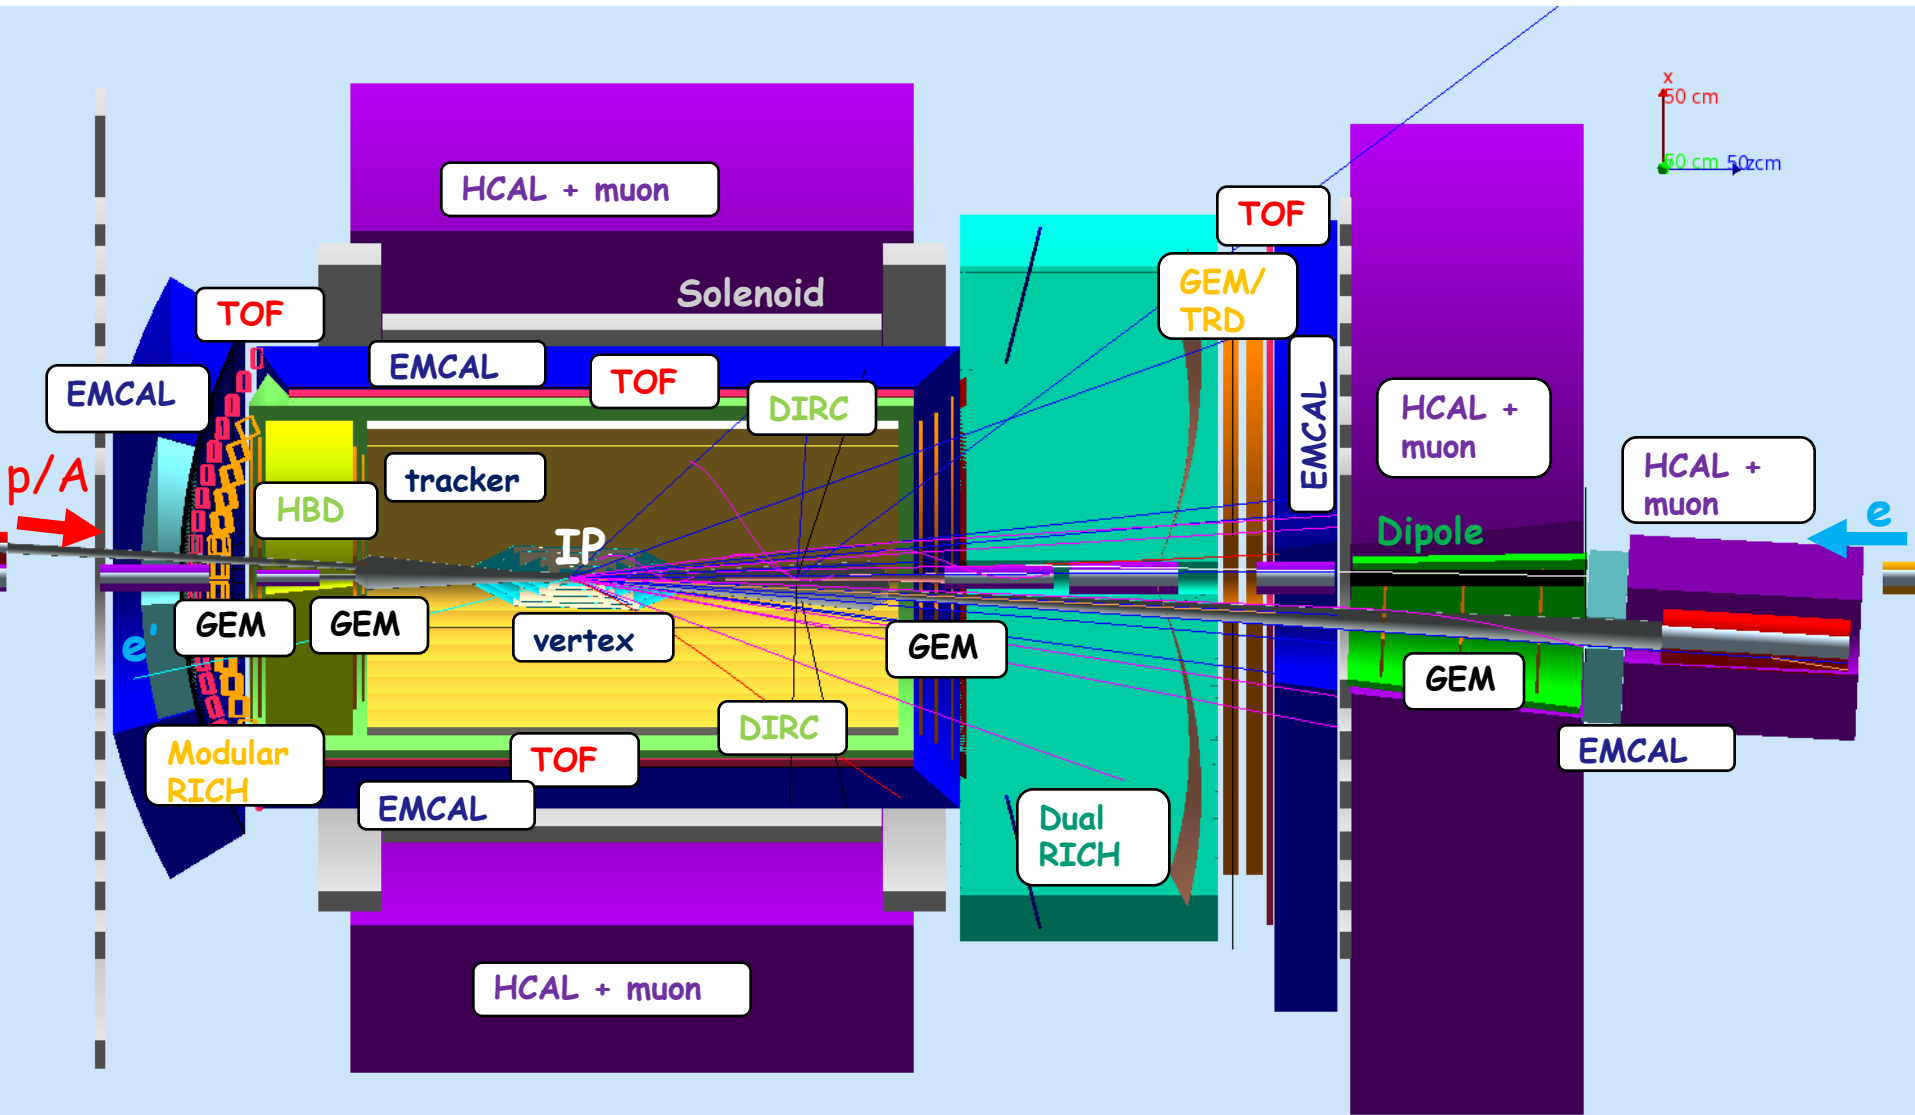 x
50 cm
50 cm
50
zcm
HCAL + muon
TOF
GEM/
TRD
Solenoid
TOF
EMCAL
TOF
EMCAL
DIRC
EMCAL
HCAL +
muon
HCAL +
muon
p/A
tracker
HBD
e
Dipole
IP
GEM
GEM
e'
vertex
GEM
GEM
DIRC
Modular
RICH
TOF
EMCAL
EMCAL
Dual
RICH
HCAL + muon